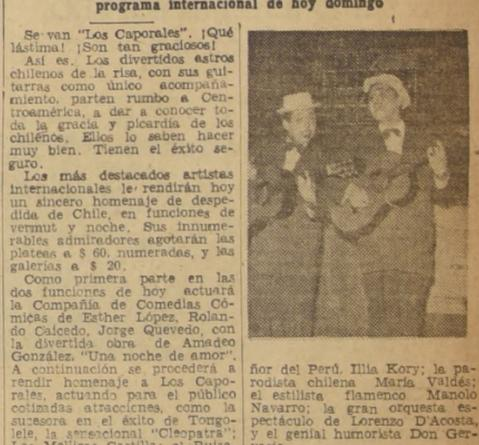 programa internacional de hoy domingo
Se van "Los Caporales". ¡Qué
lástima! ¡Son tan graciosos!
Así es. Los divertidos astros
chilenos de la risa, con sus gui-
tarras como único acompaña-
miento, parten rumbo a Cen-
troamérica, a dar a conocer to-
da la gracia y picardía de los
chilenos. Ellos lo saben hacer
muy bien. Tienen el éxito se-
guro.
Los más destacados artistas
internacionales le rendirán hoy
un sincero homenaje de despe-
dida de Chile, en funciones de
vermut y noche. Sus innume-
rables admiradores agotarán las
plateas a $ 60. numeradas, y las
galerías a $ 20.
Como primera parte en las
dos funciones de hoy actuará
la Compañía de Comedias Có-
micas de Esther López, Rolan-
do Caicedo, Jorge Quevedo, con
la divertida obra de Amadeo
González. "Una noche de amor".
A continuación se procederá a
rendir homenaje a Los Capo-
rales, actuando para el público
cotizadas atracciones, como la
sucesora en el éxito de Tongo-
lele, la sensacional "Cleopatra";
ñor del Perú, Illia Kory; la pa-
rodista chilena María Valdés;
el estilista flamenco Manolo
Navarro; la gran orquesta es-
pectáculo de Lorenzo D'Acosta,
y el genial humorista Don Ger-